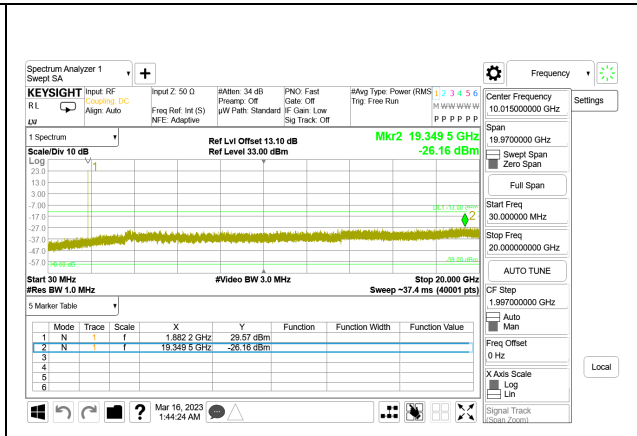 Spectrum Analyzer 1
Swept SA
Frequency
KEYSIGHT
Input: RF
Coupling: DC
Align: Auto
Input Z: 50 Ω
Freq Ref: Int (S)
NFE: Adaptive
#Atten: 34 dB
Preamp: Off
µW Path: Standard
PNO: Fast
Gate: Off
IF Gain: Low
Sig Track: Off
#Avg Type: Power (RMS
Trig: Free Run
1 2 3 4 5 6
M W W W W W
P P P P P P
R L
LXI
1 Spectrum
Scale/Div 10 dB
Ref Lvl Offset 13.10 dB
Ref Level 33.00 dBm
Mkr2 19.349 5 GHz
-26.16 dBm
Log
23.0
13.0
3.00
-7.00
-17.0
-27.0
-37.0
-47.0
-57.0
1
2
Start 30 MHz
#Res BW 1.0 MHz
#Video BW 3.0 MHz
Stop 20.000 GHz
Sweep ~37.4 ms (40001 pts)
5 Marker Table
Mode Trace Scale X Y Function Function Width Function Value
1 N 1 f 1.882 2 GHz 29.57 dBm
2 N 1 f 19.349 5 GHz -26.16 dBm
3
4
5
6
Mar 16, 2023
1:44:24 AM
Center Frequency
10.015000000 GHz
Settings
Span
19.9700000 GHz
Swept Span
Zero Span
Full Span
Start Freq
30.000000 MHz
Stop Freq
20.000000000 GHz
AUTO TUNE
CF Step
1.997000000 GHz
Auto
Man
Freq Offset
0 Hz
X Axis Scale
Log
Lin
Signal Track
(Span Zoom)
Local